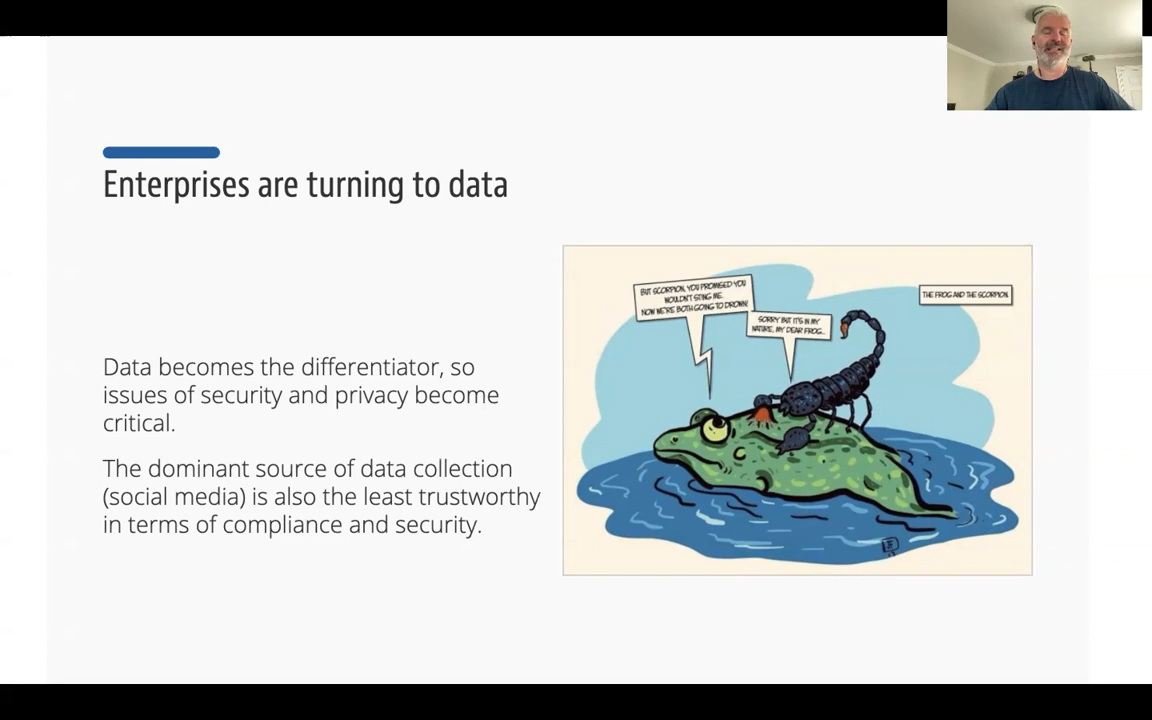 Enterprises are turning to data
Data becomes the differentiator, so
issues of security and privacy become
critical.
The dominant source of data collection
(social media) is also the least trustworthy
in terms of compliance and security.
BUT SCORPION, YOU PROMISED YOU
WOULDN'T STING ME.
NOW WE'RE BOTH GOING TO DROWN!
SORRY BUT IT'S IN MY
NATURE, MY DEAR FROG...
THE FROG AND THE SCORPION.